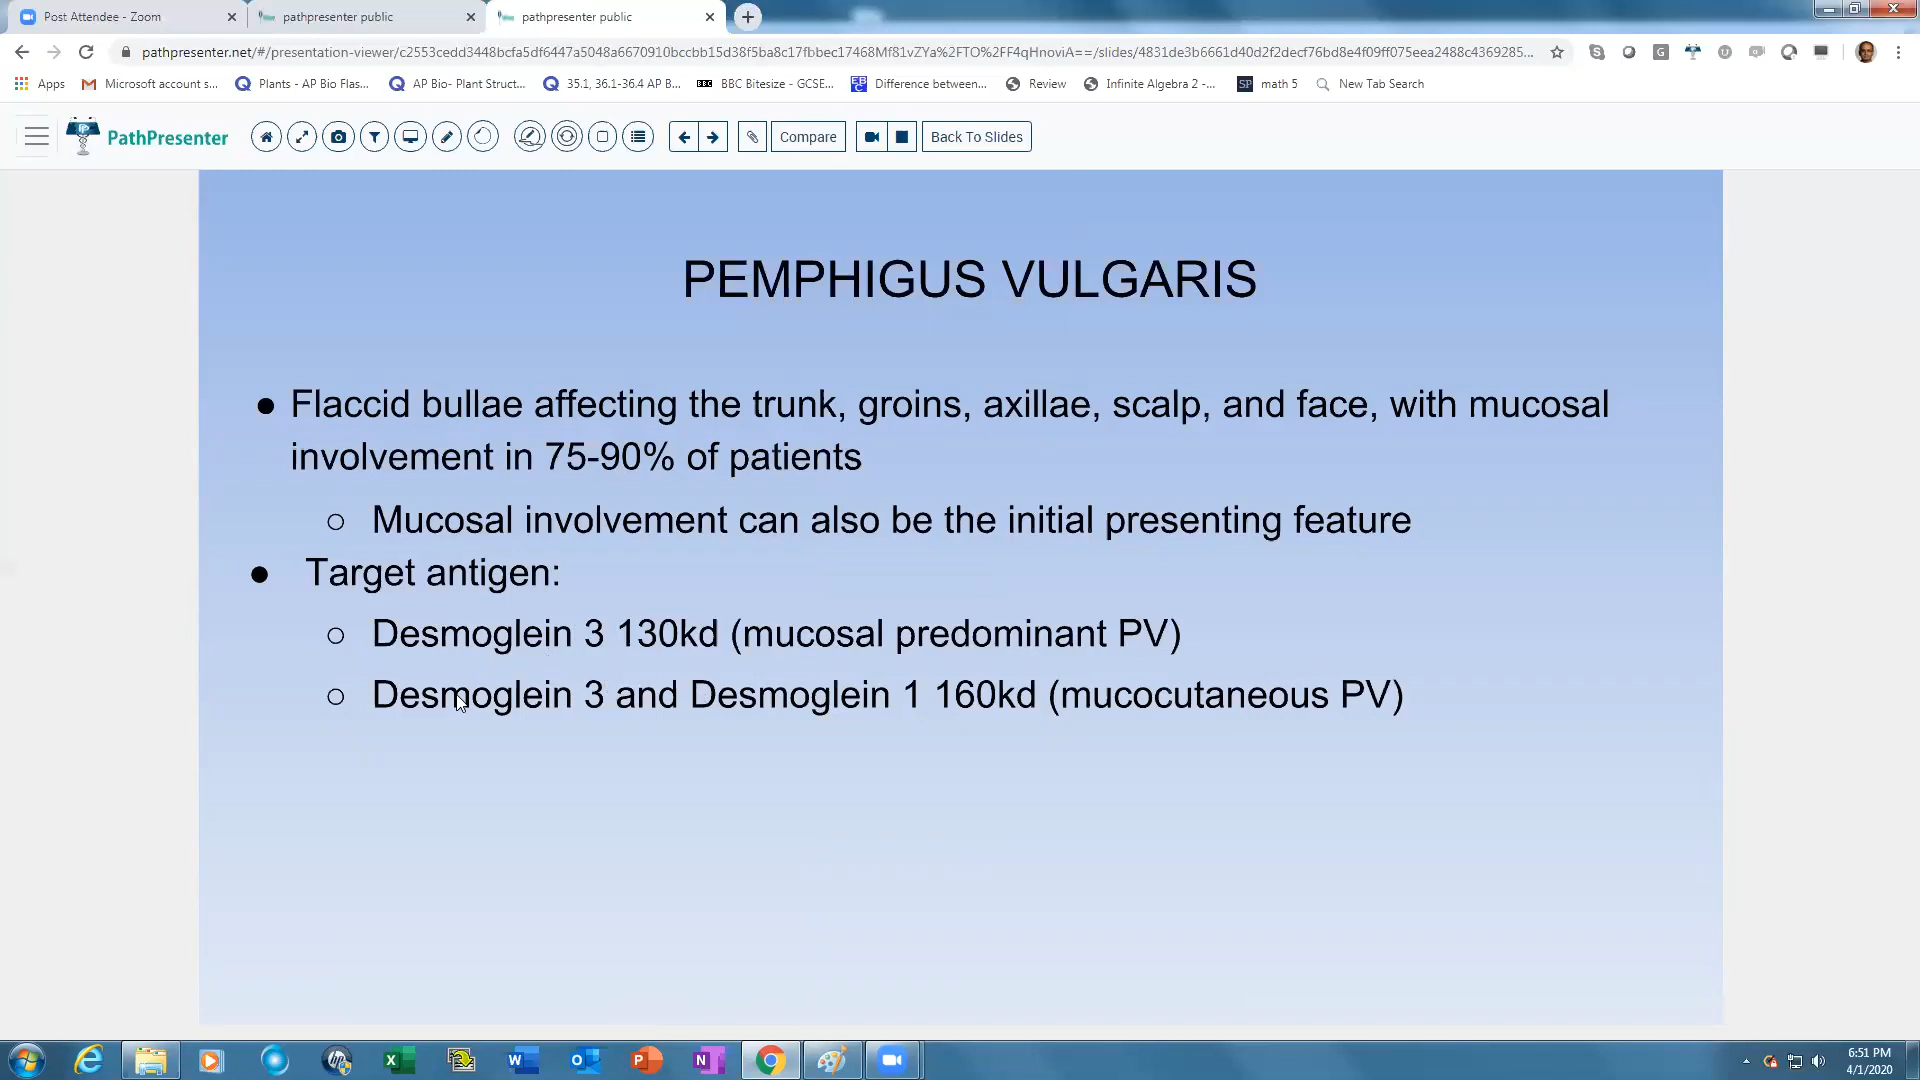 Post Attendee - Zoom
pathpresenter public
pathpresenter public
pathpresenter.net/#/presentation-viewer/c2553cedd3448bcfa5df6447a5048a6670910bccbb15d38f5ba8c17fbbec17468Mf81vZYa%2FTO%2FF4qHnoviA==/slides/4831de3b6661d40d2f2decf76bd8e4f09ff075eea2488c4369285...
Apps
Microsoft account s...
Plants - AP Bio Flas...
AP Bio- Plant Struct...
35.1, 36.1-36.4 AP B...
BBC BBC Bitesize - GCSE...
Difference between...
Review
Infinite Algebra 2 -...
SP math 5
New Tab Search
PathPresenter
Compare
Back To Slides
PEMPHIGUS VULGARIS
● Flaccid bullae affecting the trunk, groins, axillae, scalp, and face, with mucosal
involvement in 75-90% of patients
○ Mucosal involvement can also be the initial presenting feature
● Target antigen:
○ Desmoglein 3 130kd (mucosal predominant PV)
○ Desmoglein 3 and Desmoglein 1 160kd (mucocutaneous PV)
6:51 PM
4/1/2020